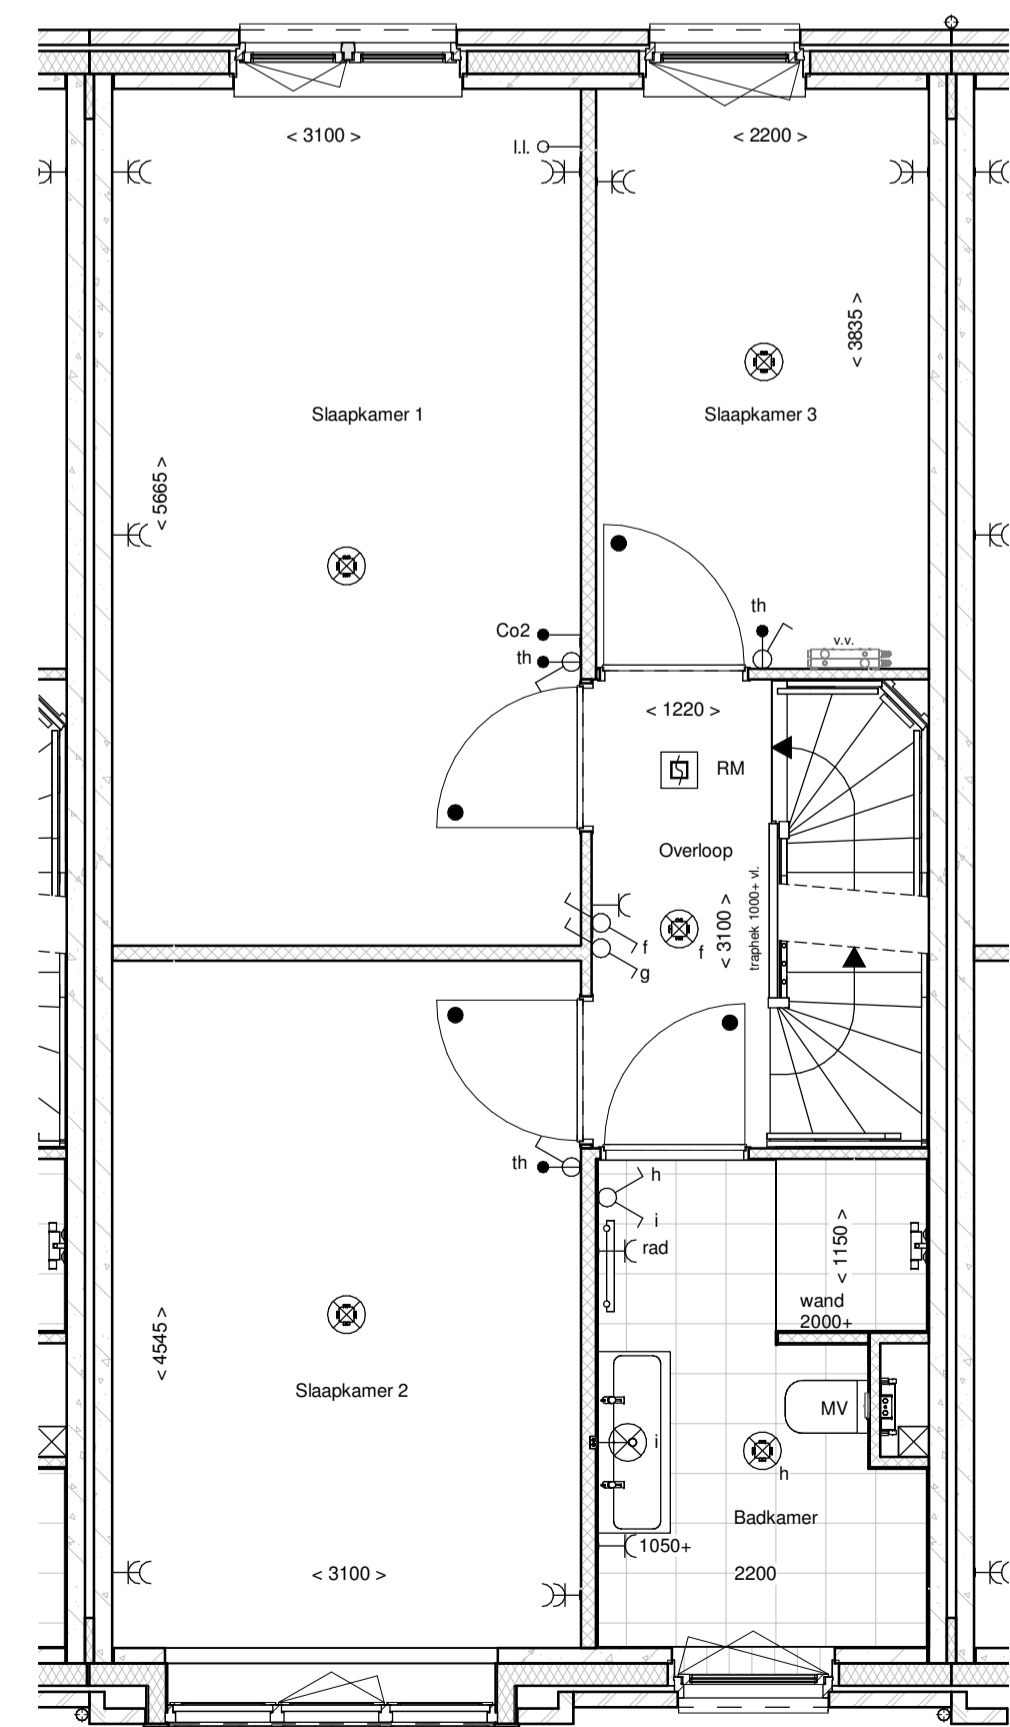 < 3100 >
l.l.
< 2200 >
< 3835 >
Slaapkamer 1
Slaapkamer 3
< 5665 >
Co2
th
th
v.v.
< 1220 >
RM
Overloop
traphek 1000+ vl.
< 3100 >
f
f
g
th
h
i
rad
< 1150 >
wand
2000+
< 4545 >
Slaapkamer 2
MV
ii
h
Badkamer
1050+
< 3100 >
2200